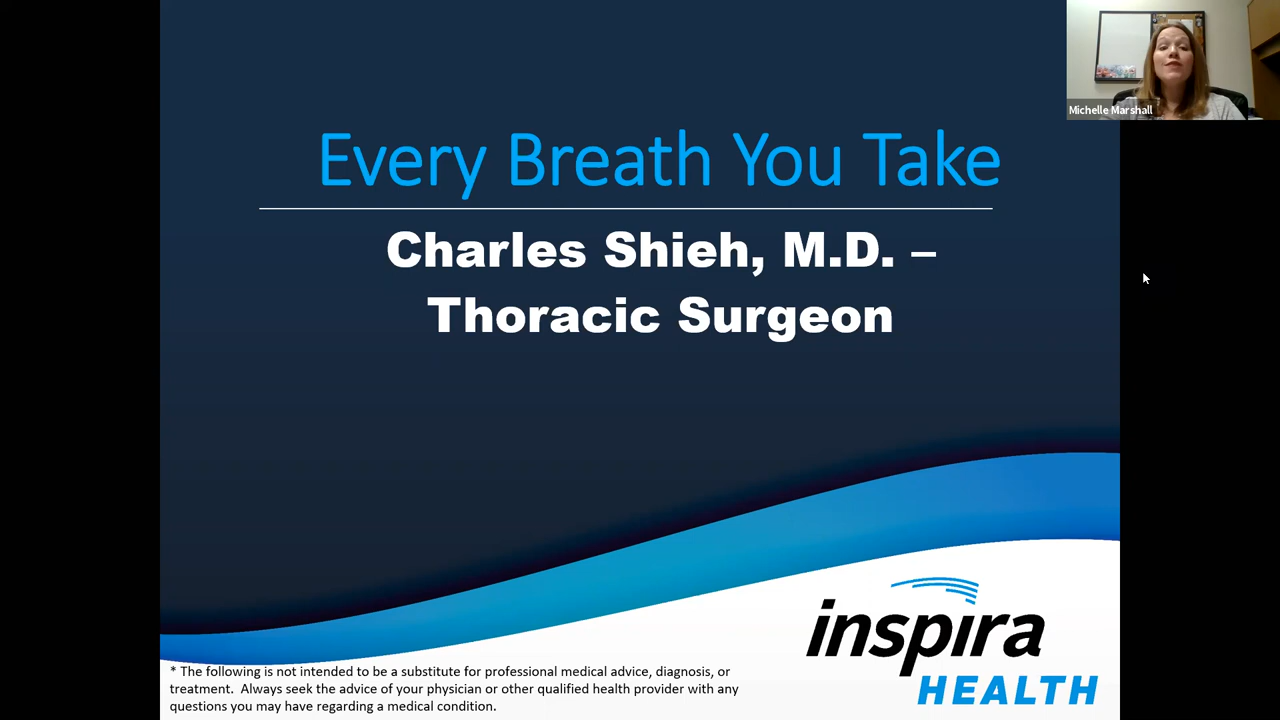 Michelle Marshall
Every Breath You Take
Charles Shieh, M.D. –
Thoracic Surgeon
inspira
HEALTH
* The following is not intended to be a substitute for professional medical advice, diagnosis, or
treatment.  Always seek the advice of your physician or other qualified health provider with any
questions you may have regarding a medical condition.